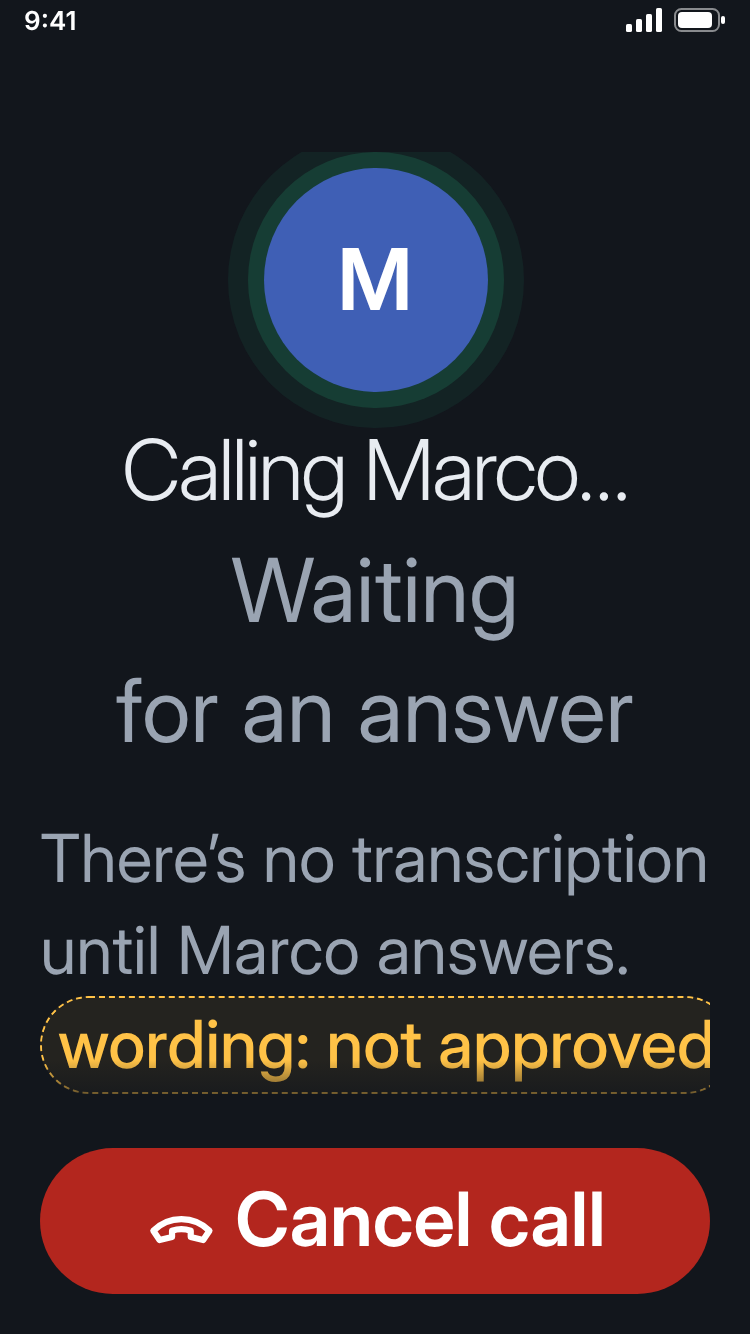 9:41
M
Calling Marco...
Waiting
for an answer
There’s no transcription
until Marco answers.
wording: not approved
Cancel call